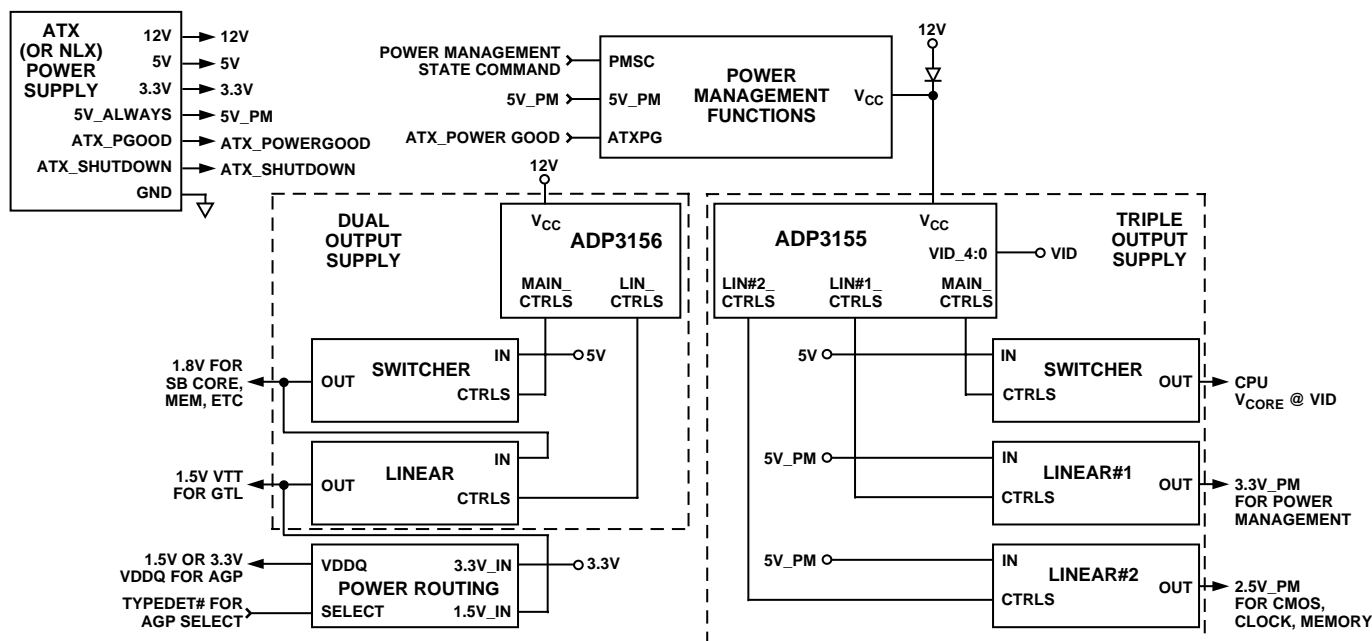 ATX
(OR NLX)
POWER
SUPPLY
12V
5V
3.3V
5V_ALWAYS
ATX_PGOOD
ATX_SHUTDOWN
GND
12V
5V
3.3V
5V_PM
ATX_POWERGOOD
ATX_SHUTDOWN
POWER MANAGEMENT
STATE COMMAND
5V_PM
ATX_POWER GOOD
PMSC
5V_PM
ATXPG
POWER
MANAGEMENT
FUNCTIONS
VCC
12V
DUAL
OUTPUT
SUPPLY
12V
VCC
ADP3156
MAIN_
CTRLS
LIN_
CTRLS
1.8V FOR
SB CORE,
MEM, ETC
OUT
SWITCHER
IN
CTRLS
5V
1.5V VTT
FOR GTL
OUT
LINEAR
IN
CTRLS
1.5V OR 3.3V
VDDQ FOR AGP
TYPEDET# FOR
AGP SELECT
VDDQ
3.3V_IN
POWER ROUTING
SELECT
1.5V_IN
3.3V
VCC
ADP3155
VID_4:0
VID
LIN#2_
CTRLS
LIN#1_
CTRLS
MAIN_
CTRLS
TRIPLE
OUTPUT
SUPPLY
5V
IN
SWITCHER
CTRLS
OUT
CPU
VCORE @ VID
5V_PM
IN
LINEAR#1
CTRLS
OUT
3.3V_PM
FOR POWER
MANAGEMENT
5V_PM
IN
LINEAR#2
CTRLS
OUT
2.5V_PM
FOR CMOS,
CLOCK, MEMORY